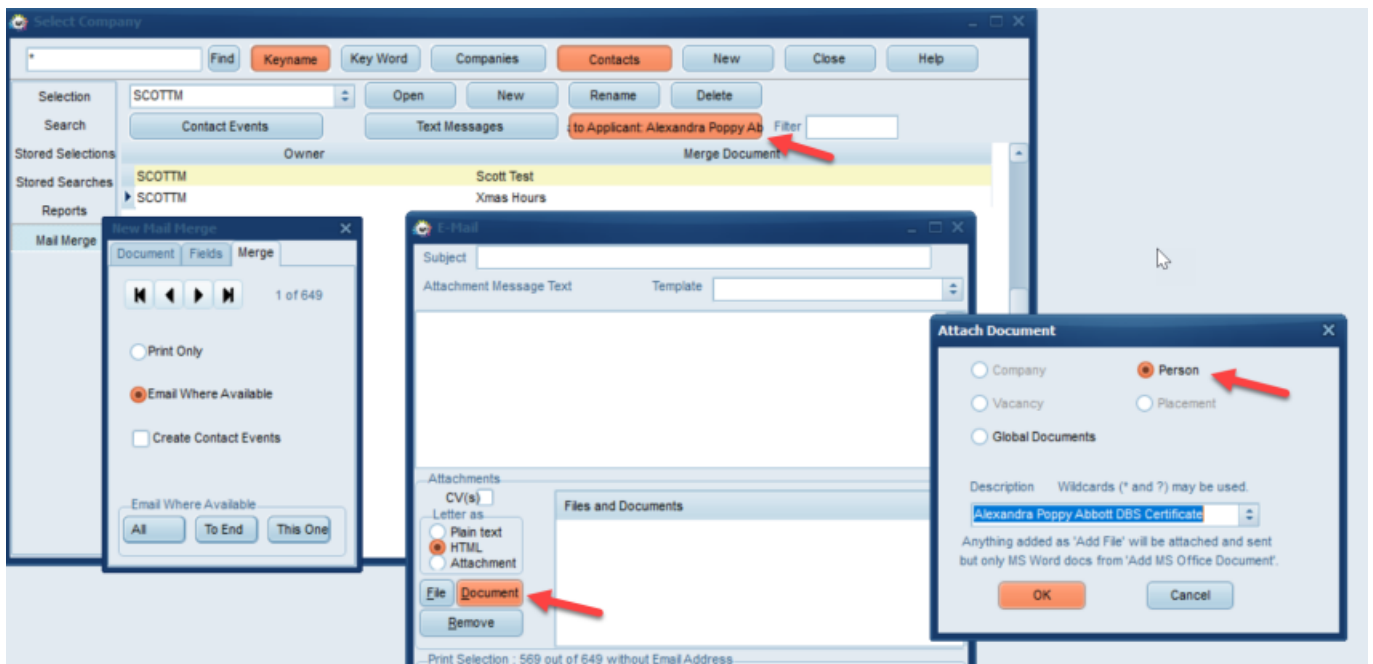 Select Company
* Find Keyname Key Word Companies Contacts New Close Help
Selection SCOTTM Open New Rename Delete
Search Contact Events Text Messages to Applicant: Alexandra Poppy Ab Filter
Stored Selections Owner Merge Document
Stored Searches SCOTTM Scott Test
SCOTTM Xmas Hours
Reports
Mail Merge
New Mail Merge
Document Fields Merge
1 of 649
Print Only
Email Where Available
Create Contact Events
Email Where Available
All To End This One
E-Mail
Subject
Attachment Message Text Template
Attachments
CV(s)
Letter as
Plain text
HTML
Attachment
Files and Documents
File Document
Remove
Print Selection : 569 out of 649 without Email Address
Attach Document
Company Person
Vacancy Placement
Global Documents
Description Wildcards (* and ?) may be used.
Alexandra Poppy Abbott DBS Certificate
Anything added as 'Add File' will be attached and sent
but only MS Word docs from 'Add MS Office Document'.
OK Cancel